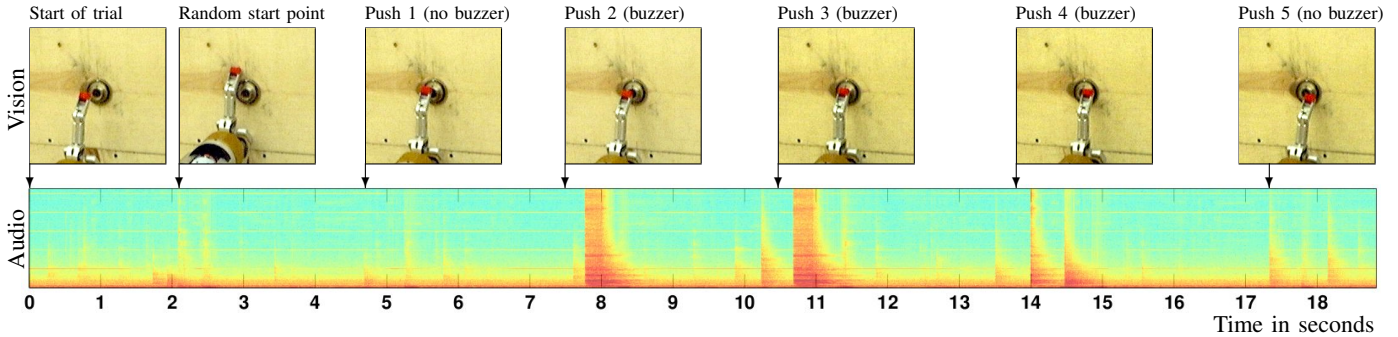 Start of trial
Random start point
Push 1 (no buzzer)
Push 2 (buzzer)
Push 3 (buzzer)
Push 4 (buzzer)
Push 5 (no buzzer)
Vision
Audio
0 1 2 3 4 5 6 7 8 9 10 11 12 13 14 15 16 17 18
Time in seconds